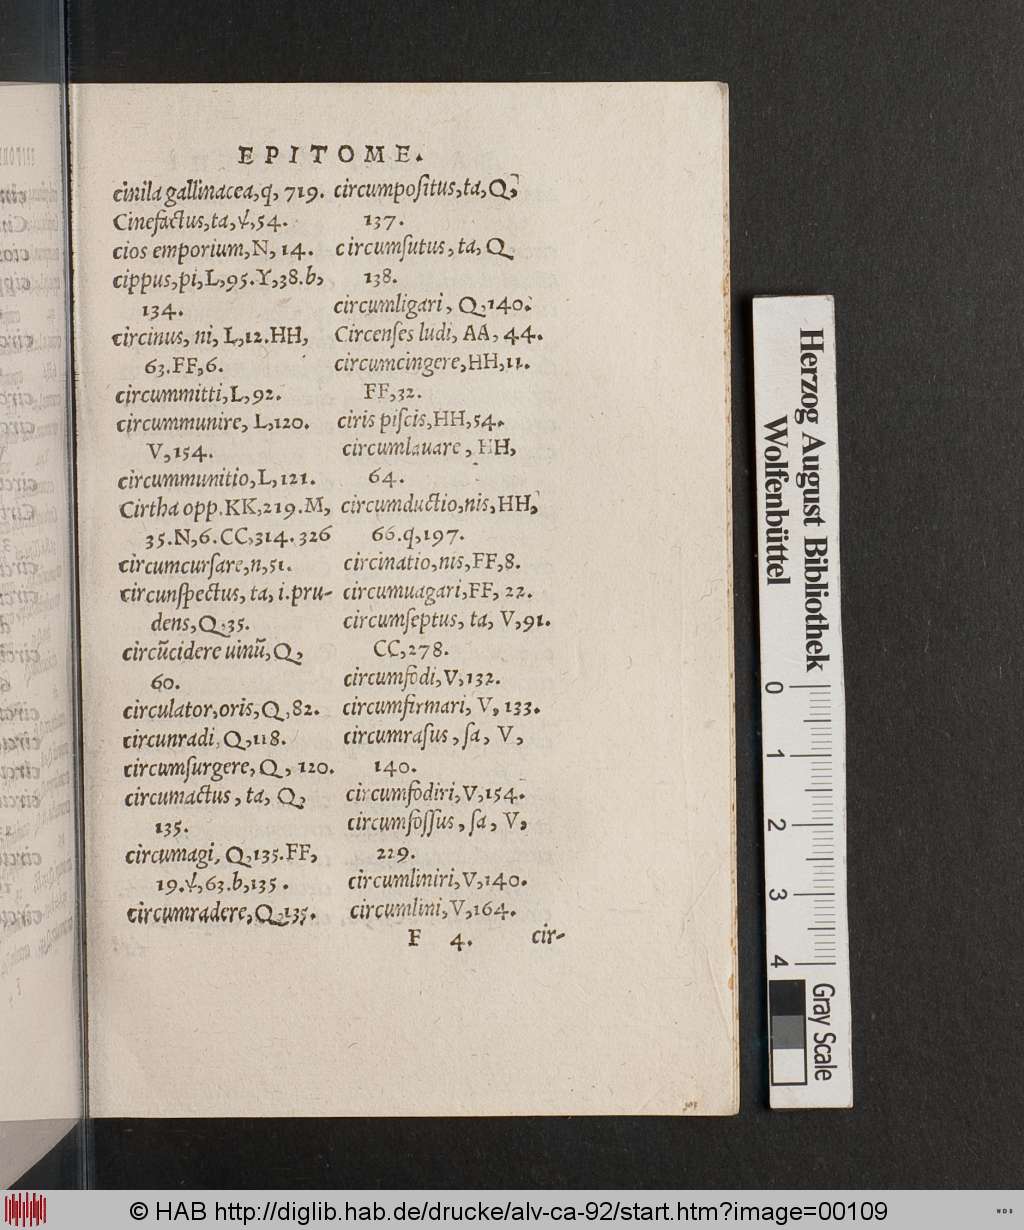 EPITOME.
cinila gallinacea, q, 719.
Cinefactus, ta, ψ, 54.
cios emporium, N, 14.
cippus, pi, L, 95. Y, 38. b,
134.
circinus, ni, L, 12. HH,
63. FF, 6.
circummitti, L, 92.
circummunire, L, 120.
V, 154.
circummunitio, L, 121.
Cirtha opp. KK, 219. M,
35. N, 6. CC, 314. 326
circumcurſare, n, 51.
circunſpectus, ta, i. pru-
dens, Q, 35.
circũcidere uinũ, Q,
60.
circulator, oris, Q, 82.
circunradi, Q, 118.
circumſurgere, Q, 120.
circumactus, ta, Q,
135.
circumagi, Q, 135. FF,
19. ψ, 63. b, 135.
circumradere, Q, 135.
circumpoſitus, ta, Q,
137.
circumſutus, ta, Q
138.
circumligari, Q, 140.
Circenſes ludi, AA, 44.
circumcingere, HH, 11.
FF, 32.
ciris piſcis, HH, 54.
circumlauare, HH,
64.
circumductio, nis, HH,
66. q, 197.
circinatio, nis, FF, 8.
circumuagari, FF, 22.
circumſeptus, ta, V, 91.
CC, 278.
circumfodi, V, 132.
circumfirmari, V, 133.
circumraſus, ſa, V,
140.
circumfodiri, V, 154.
circumfoſſus, ſa, V,
229.
circumliniri, V, 140.
circumlini, V, 164.
F 4. cir-
Herzog August Bibliothek
Wolfenbüttel
0 1 2 3 4
Gray Scale
© HAB http://diglib.hab.de/drucke/alv-ca-92/start.htm?image=00109